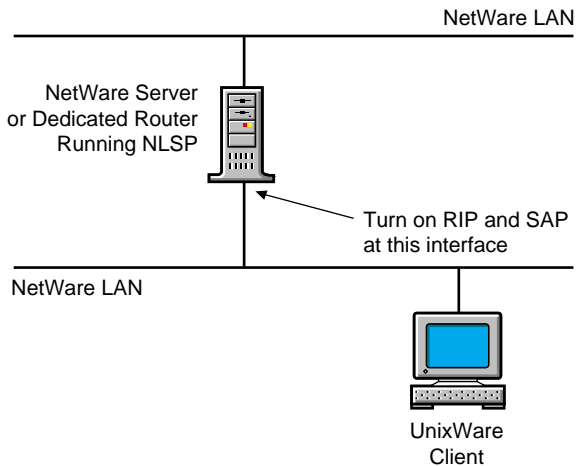 NetWare LAN
NetWare Server
or Dedicated Router
Running NLSP
Turn on RIP and SAP
at this interface
NetWare LAN
UnixWare
Client